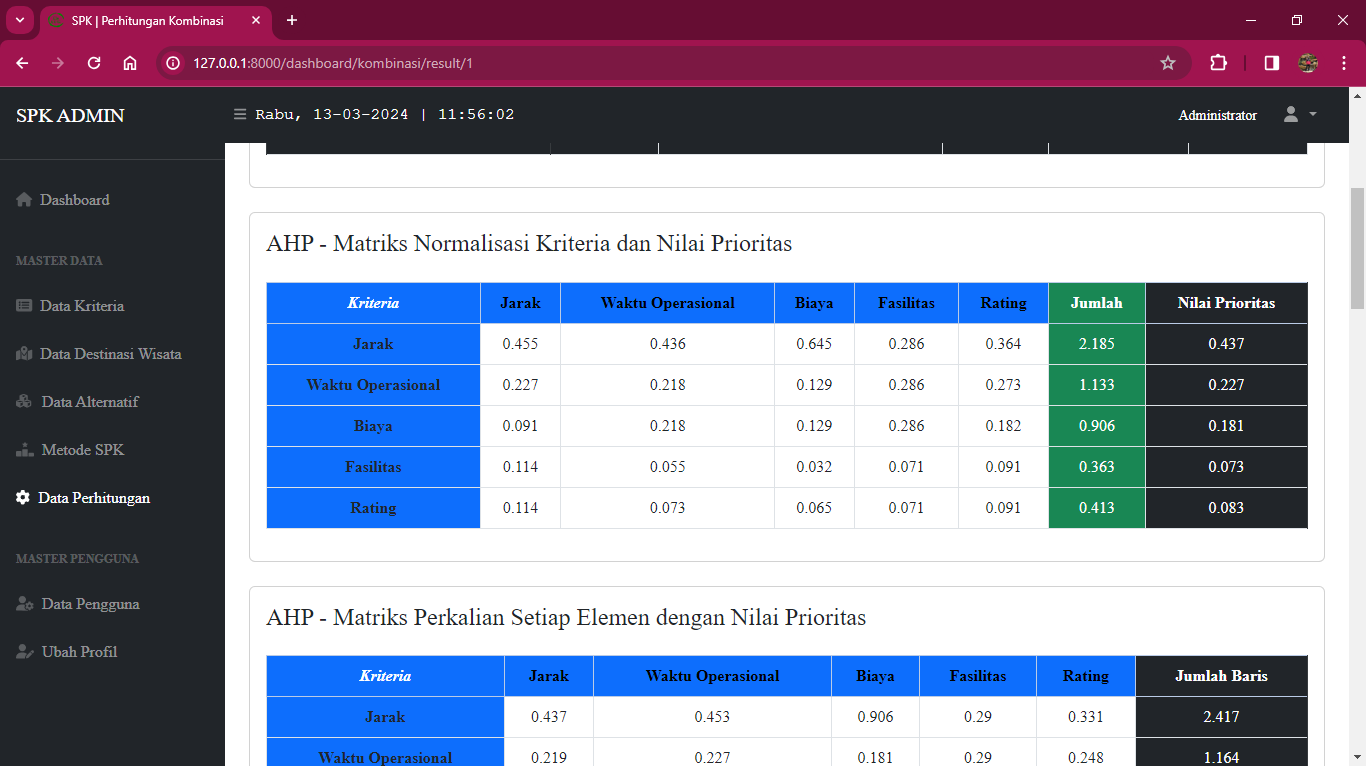 SPK | Perhitungan Kombinasi
127.0.0.1:8000/dashboard/kombinasi/result/1
SPK ADMIN
Rabu, 13-03-2024 | 11:56:02
Administrator
Dashboard
MASTER DATA
Data Kriteria
Data Destinasi Wisata
Data Alternatif
Metode SPK
Data Perhitungan
MASTER PENGGUNA
Data Pengguna
Ubah Profil
AHP - Matriks Normalisasi Kriteria dan Nilai Prioritas
Kriteria Jarak Waktu Operasional Biaya Fasilitas Rating Jumlah Nilai Prioritas
Jarak 0.455 0.436 0.645 0.286 0.364 2.185 0.437
Waktu Operasional 0.227 0.218 0.129 0.286 0.273 1.133 0.227
Biaya 0.091 0.218 0.129 0.286 0.182 0.906 0.181
Fasilitas 0.114 0.055 0.032 0.071 0.091 0.363 0.073
Rating 0.114 0.073 0.065 0.071 0.091 0.413 0.083
AHP - Matriks Perkalian Setiap Elemen dengan Nilai Prioritas
Kriteria Jarak Waktu Operasional Biaya Fasilitas Rating Jumlah Baris
Jarak 0.437 0.453 0.906 0.29 0.331 2.417
Waktu Operasional 0.219 0.227 0.181 0.29 0.248 1.164